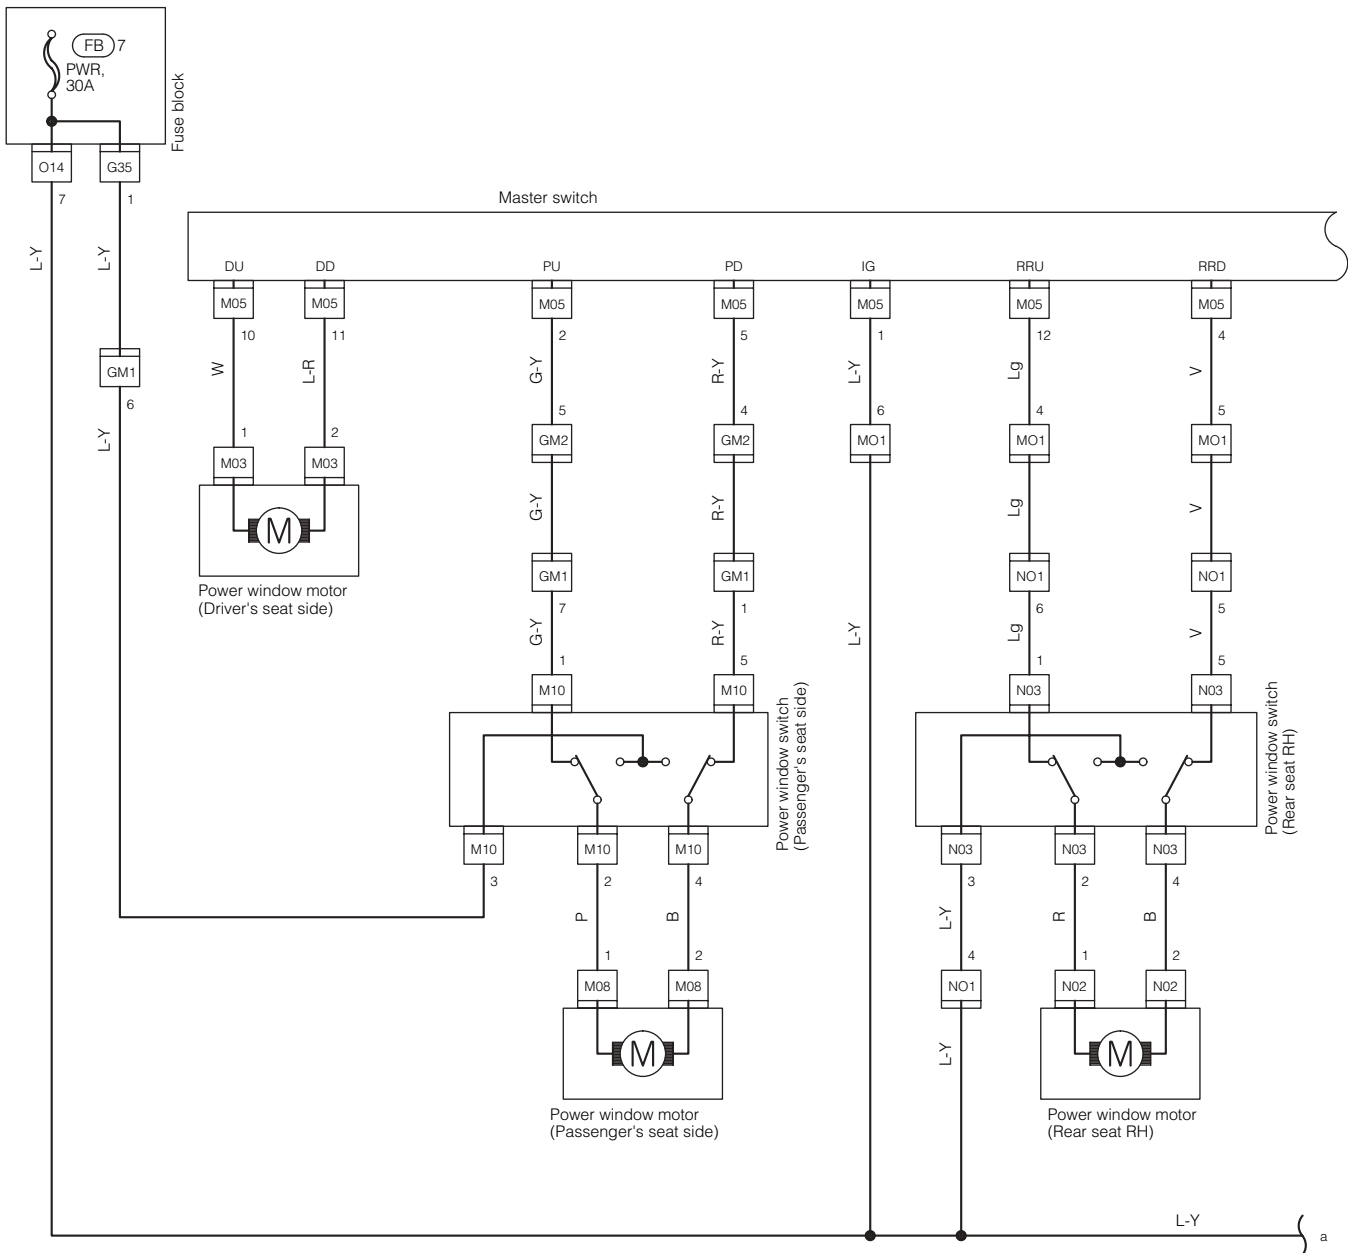 FB 7
PWR,
30A
Fuse block
O14 G35
7 1
L-Y L-Y
Master switch
DU DD PU PD IG RRU RRD
M05 M05 M05 M05 M05 M05 M05
10 11 2 5 1 12 4
GM1
W L-R G-Y R-Y L-Y Lg V
6
5 4 6 4 5
L-Y
1 2
GM2 GM2 MO1 MO1 MO1
M03 M03
G-Y R-Y Lg V
M
GM1 GM1 NO1 NO1
Power window motor
(Driver's seat side)
7 1 6 5
G-Y R-Y L-Y Lg V
1 5 1 5
M10 M10 N03 N03
Power window switch
(Passenger's seat side)
Power window switch
(Rear seat RH)
M10 M10 M10 N03 N03 N03
3 2 4 3 2 4
P B L-Y R B
1 2 4 1 2
M08 M08 NO1 N02 N02
M L-Y M
Power window motor
(Passenger's seat side)
Power window motor
(Rear seat RH)
L-Y
a